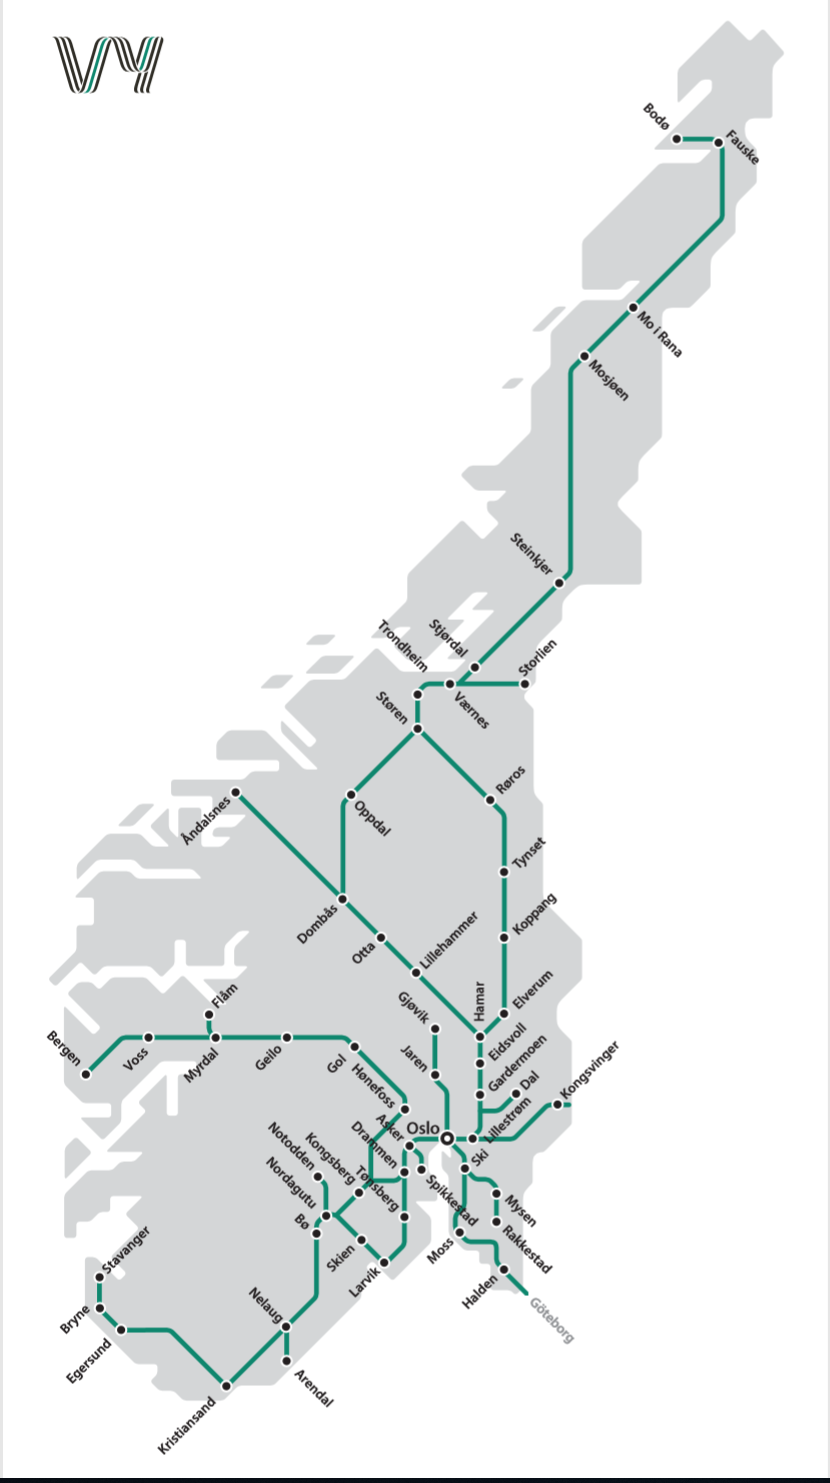 VY
Bodø
Fauske
Mo i Rana
Mosjøen
Steinkjer
Stjørdal
Trondheim
Storlien
Værnes
Støren
Røros
Oppdal
Åndalsnes
Tynset
Dombås
Koppang
Otta
Lillehammer
Hamar
Elverum
Gjøvik
Flåm
Eidsvoll
Bergen
Voss
Myrdal
Geilo
Gol
Jaren
Gardermoen
Dal
Kongsvinger
Hønefoss
Oslo
Lillestrøm
Asker
Drammen
Ski
Notodden
Kongsberg
Tønsberg
Spikkestad
Nordagutu
Mysen
Bø
Rakkestad
Skien
Moss
Larvik
Halden
Stavanger
Göteborg
Bryne
Nelaug
Egersund
Arendal
Kristiansand